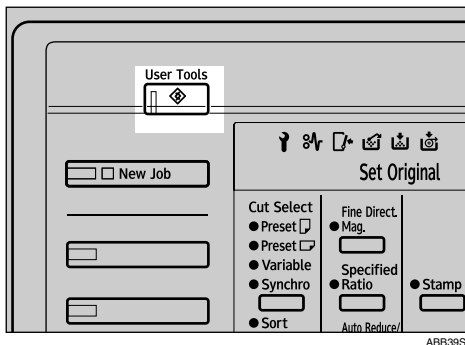 User Tools
New Job
Set Original
Cut Select
Preset
Preset
Variable
Synchro
Sort
Fine Direct.
Mag.
Specified
Ratio
Auto Reduce/
Stamp
ABB39S